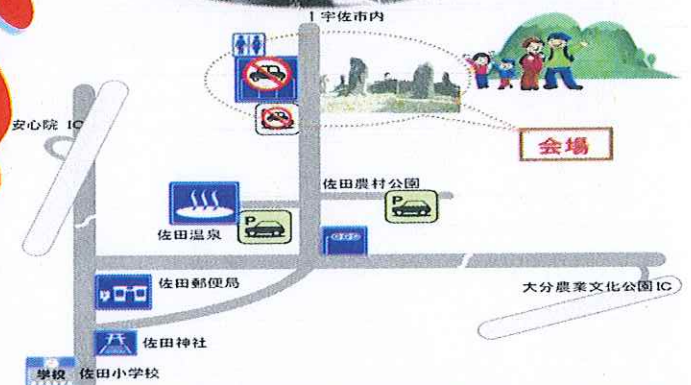 ↑宇佐市内
安心院 IC
会場
佐田農村公園
P
佐田温泉
P
佐田郵便局
大分農業文化公園IC
佐田神社
学校 佐田小学校